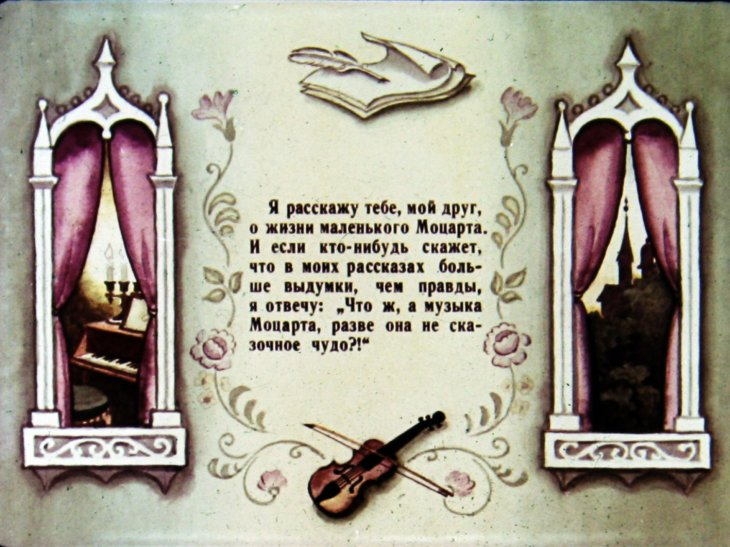 Я расскажу тебе, мой друг,
о жизни маленького Моцарта.
И если кто-нибудь скажет,
что в моих рассказах боль-
ше выдумки, чем правды,
я отвечу: „Что ж, а музыка
Моцарта, разве она не ска-
зочное чудо?!“